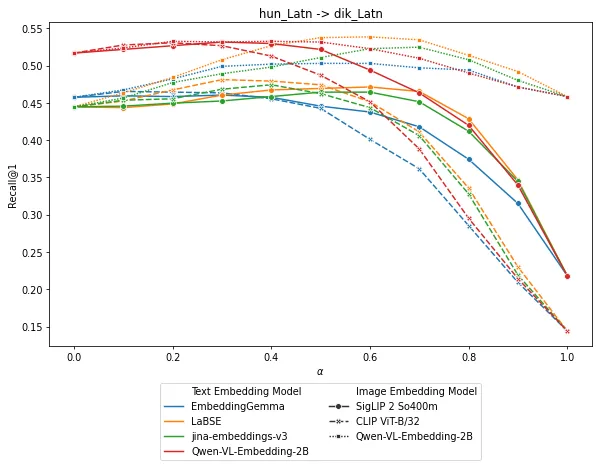 hun_Latn -> dik_Latn
Recall@1
0.55
0.50
0.45
0.40
0.35
0.30
0.25
0.20
0.15
0.0 0.2 0.4 0.6 0.8 1.0
α
Text Embedding Model
EmbeddingGemma
LaBSE
jina-embeddings-v3
Qwen-VL-Embedding-2B
Image Embedding Model
SigLIP 2 So400m
CLIP ViT-B/32
Qwen-VL-Embedding-2B